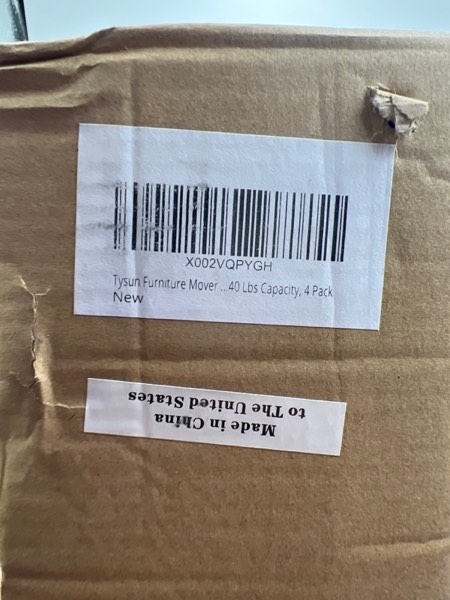 X002VQPYGH
Tysun Furniture Mover ...40 Lbs Capacity, 4 Pack
New
Made in China
to The United States